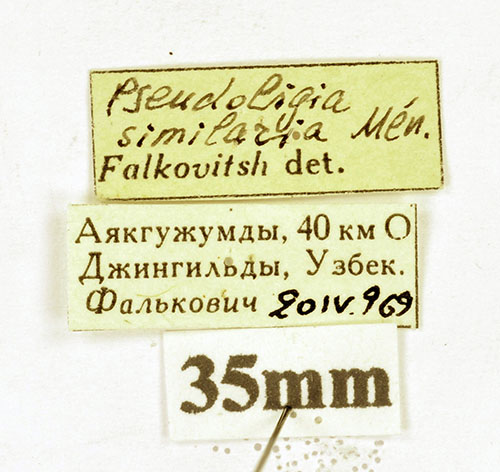 Pseudoligia
similaria Mén.
Falkovitsh det.
Аякгужумды, 40 км О
Джингильды, Узбек.
Фалькович 20 IV. 969
35mm